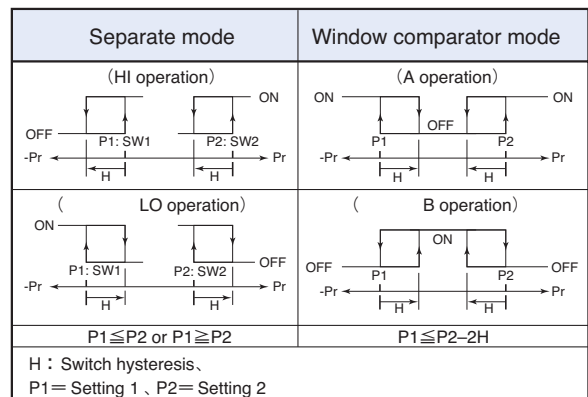 Separate mode
Window comparator mode
(HI operation)
ON
OFF
P1: SW1
P2: SW2
-Pr
Pr
H
H
(A operation)
ON
ON
OFF
P1
P2
-Pr
Pr
H
H
( LO operation)
ON
P1: SW1
P2: SW2
OFF
-Pr
Pr
H
H
( B operation)
ON
OFF
P1
P2
OFF
-Pr
Pr
H
H
P1≦P2 or P1≧P2
P1≦P2–2H
H：Switch hysteresis、
P1＝Setting 1 、P2＝Setting 2